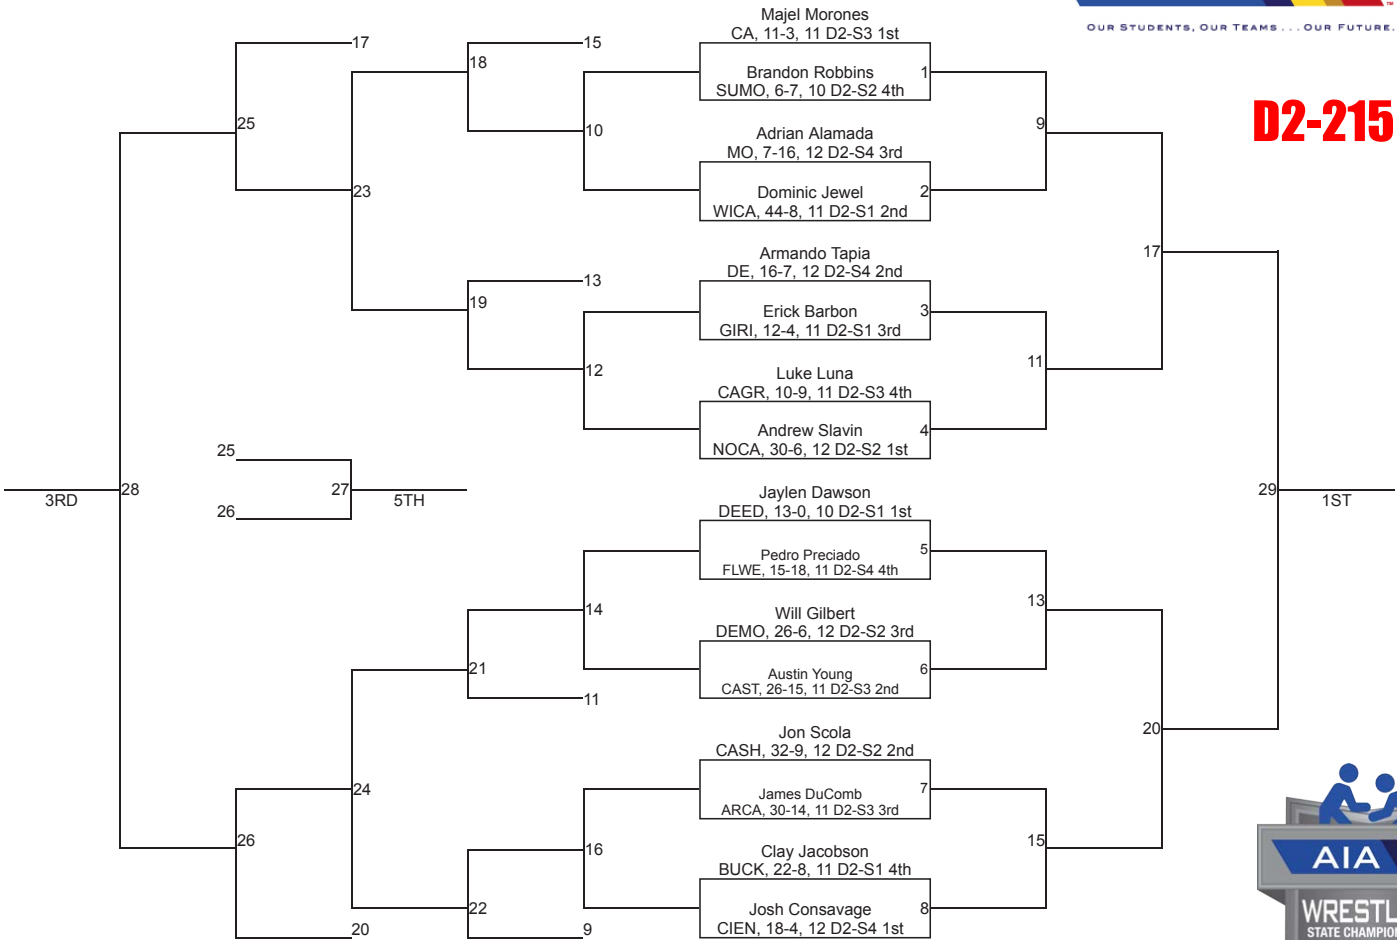 OUR STUDENTS, OUR TEAMS . . . OUR FUTURE.
TM
D2-215
Majel Morones
CA, 11-3, 11 D2-S3 1st
17
15
18
Brandon Robbins
1
SUMO, 6-7, 10 D2-S2 4th
25
10
9
Adrian Alamada
MO, 7-16, 12 D2-S4 3rd
23
Dominic Jewel
2
WICA, 44-8, 11 D2-S1 2nd
Armando Tapia
17
DE, 16-7, 12 D2-S4 2nd
13
19
Erick Barbon
3
GIRI, 12-4, 11 D2-S1 3rd
12
11
Luke Luna
CAGR, 10-9, 11 D2-S3 4th
Andrew Slavin
4
NOCA, 30-6, 12 D2-S2 1st
25
28
27
29
3RD
5TH
1ST
26
Jaylen Dawson
DEED, 13-0, 10 D2-S1 1st
Pedro Preciado
5
FLWE, 15-18, 11 D2-S4 4th
14
13
Will Gilbert
DEMO, 26-6, 12 D2-S2 3rd
21
Austin Young
6
CAST, 26-15, 11 D2-S3 2nd
11
Jon Scola
20
CASH, 32-9, 12 D2-S2 2nd
24
James DuComb
7
ARCA, 30-14, 11 D2-S3 3rd
26
16
15
Clay Jacobson
BUCK, 22-8, 11 D2-S1 4th
22
Josh Consavage
8
CIEN, 18-4, 12 D2-S4 1st
20
9
AIA
WRESTL
STATE CHAMPION